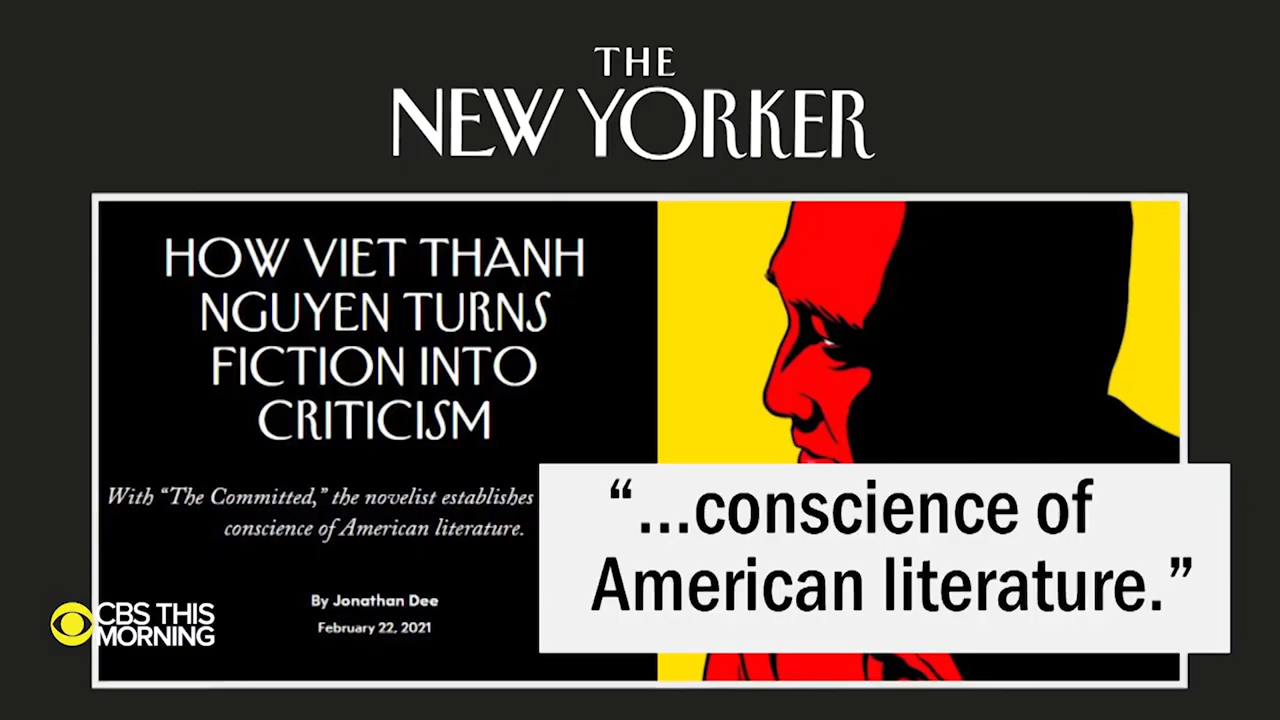 THE
NEW YORKER
HOW VIET THANH
NGUYEN TURNS
FICTION INTO
CRITICISM
With “The Committed,” the novelist establishes
conscience of American literature.
By Jonathan Dee
February 22, 2021
“...conscience of
American literature.”
CBS THIS
MORNING